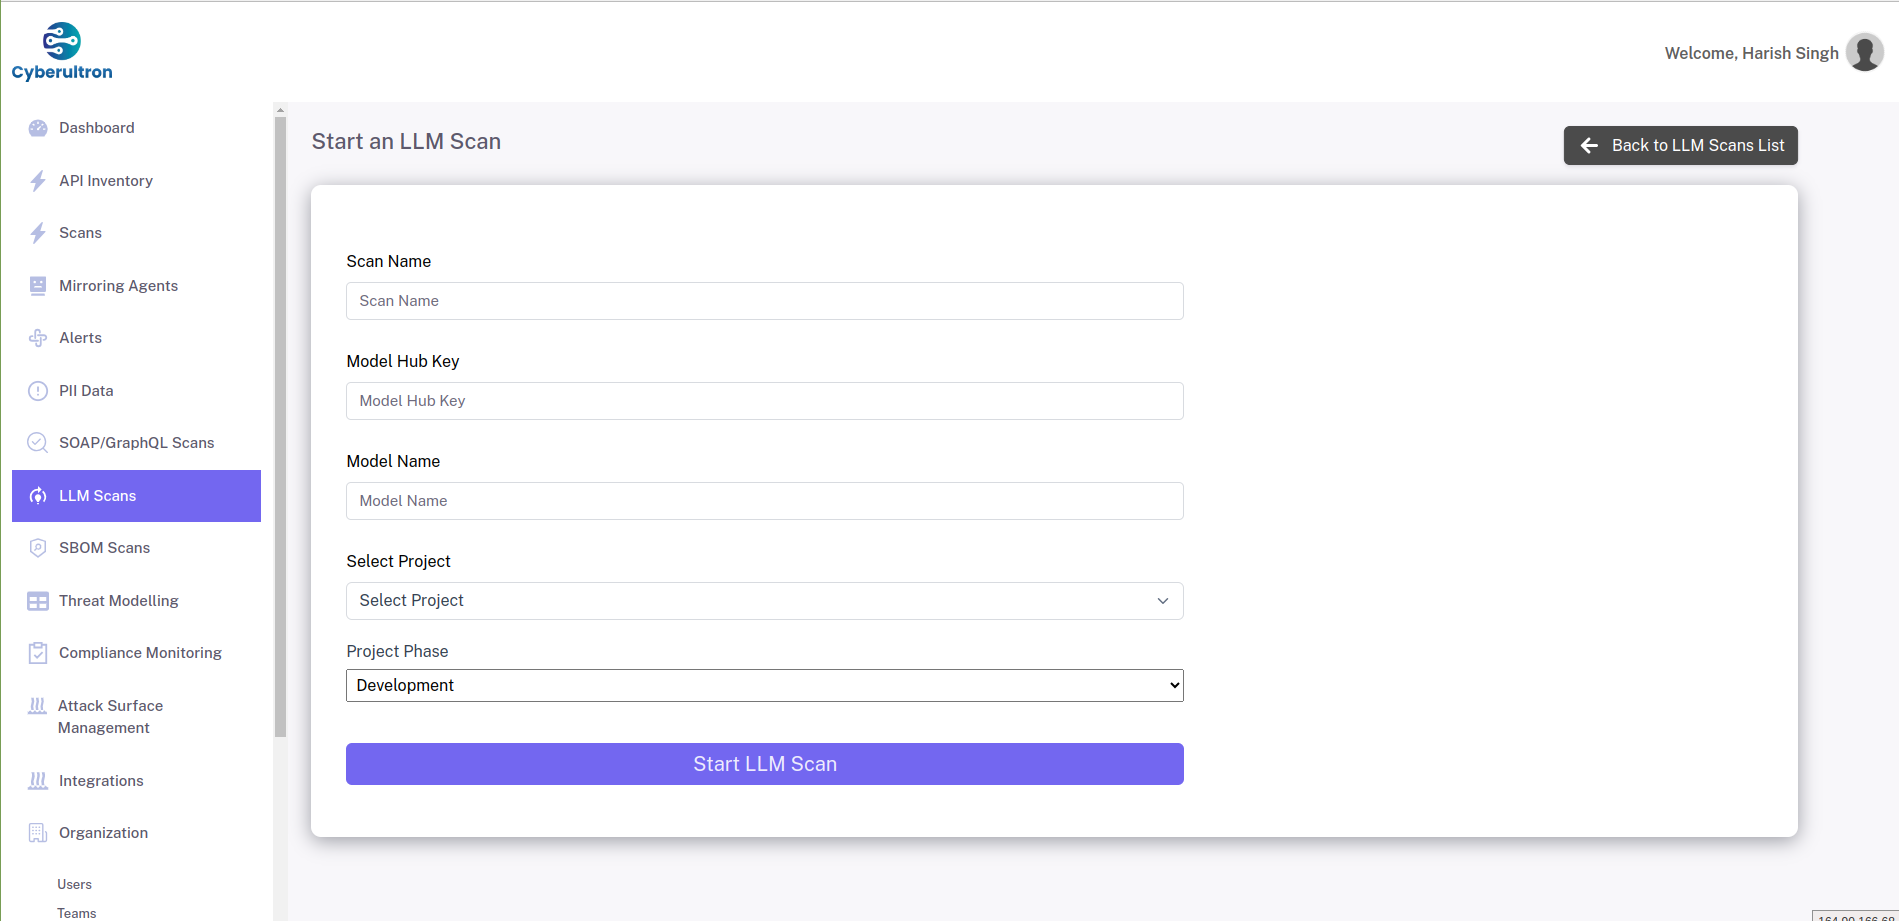 Cyberultron
Welcome, Harish Singh
Dashboard
API Inventory
Scans
Mirroring Agents
Alerts
PII Data
SOAP/GraphQL Scans
LLM Scans
SBOM Scans
Threat Modelling
Compliance Monitoring
Attack Surface
Management
Integrations
Organization
Users
Teams
Start an LLM Scan
Back to LLM Scans List
Scan Name
Scan Name
Model Hub Key
Model Hub Key
Model Name
Model Name
Select Project
Select Project
Project Phase
Development
Start LLM Scan